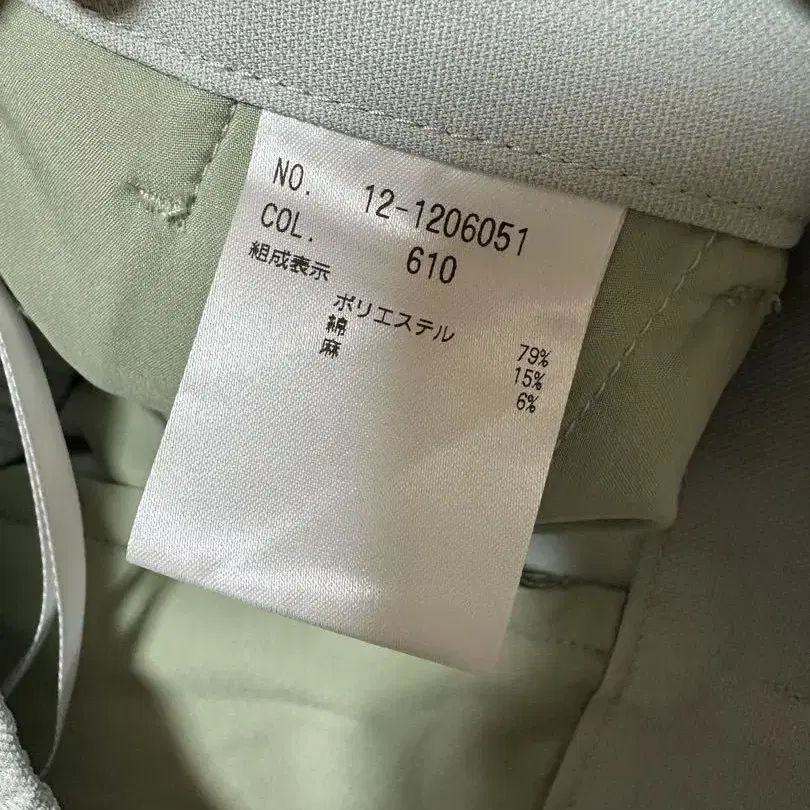 NO. 12-1206051
COL. 610
組成表示
ポリエステル 79%
綿 15%
麻 6%